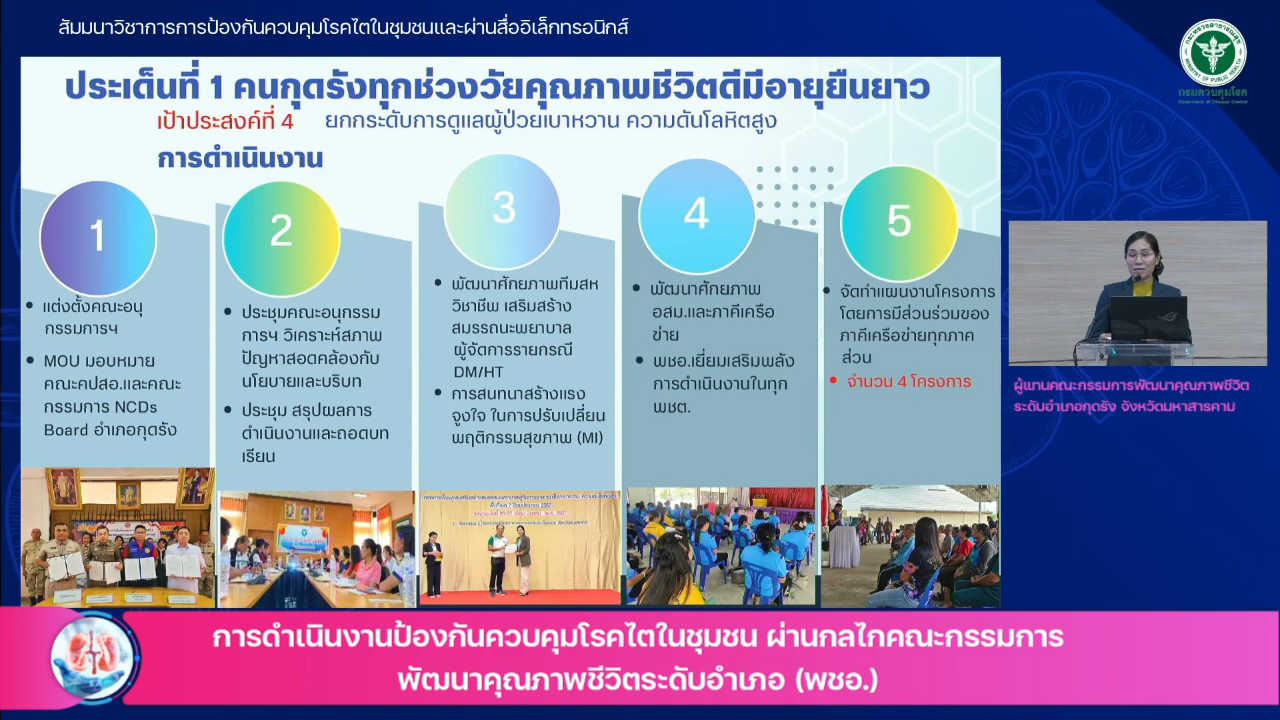 สัมมนาวิชาการการป้องกันควบคุมโรคไตในชุมชนและผ่านสื่ออิเล็กทรอนิกส์
กระทรวงสาธารณสุข
MINISTRY OF PUBLIC HEALTH
กรมควบคุมโรค
Department of Disease Control
ประเด็นที่ 1 คนกุดรังทุกช่วงวัยคุณภาพชีวิตดีมีอายุยืนยาว
เป้าประสงค์ที่ 4 ยกกระดับการดูแลผู้ป่วยเบาหวาน ความดันโลหิตสูง
การดำเนินงาน
1
• แต่งตั้งคณะอนุ
กรรมการฯ
• MOU มอบหมาย
คณะคปสอ.และคณะ
กรรมการ NCDs
Board อำเภอกุดรัง
2
• ประชุมคณะอนุกรรม
การฯ วิเคราะห์สภาพ
ปัญหาสอดคล้องกับ
นโยบายและบริบท
• ประชุม สรุปผลการ
ดำเนินงานและถอดบท
เรียน
3
• พัฒนาศักยภาพทีมสห
วิชาชีพ เสริมสร้าง
สมรรถนะพยาบาล
ผู้จัดการรายกรณี
DM/HT
• การสนทนาสร้างแรง
จูงใจ ในการปรับเปลี่ยน
พฤติกรรมสุขภาพ (MI)
4
• พัฒนาศักยภาพ
อสม.และภาคีเครือ
ข่าย
• พชอ.เยี่ยมเสริมพลัง
การดำเนินงานในทุก
พชต.
5
• จัดทำแผนงานโครงการ
โดยการมีส่วนร่วมของ
ภาคีเครือข่ายทุกภาค
ส่วน
• จำนวน 4 โครงการ
ผู้แทนคณะกรรมการพัฒนาคุณภาพชีวิต
ระดับอำเภอกุดรัง จังหวัดมหาสารคาม
การดำเนินงานป้องกันควบคุมโรคไตในชุมชน ผ่านกลไกคณะกรรมการ
พัฒนาคุณภาพชีวิตระดับอำเภอ (พชอ.)